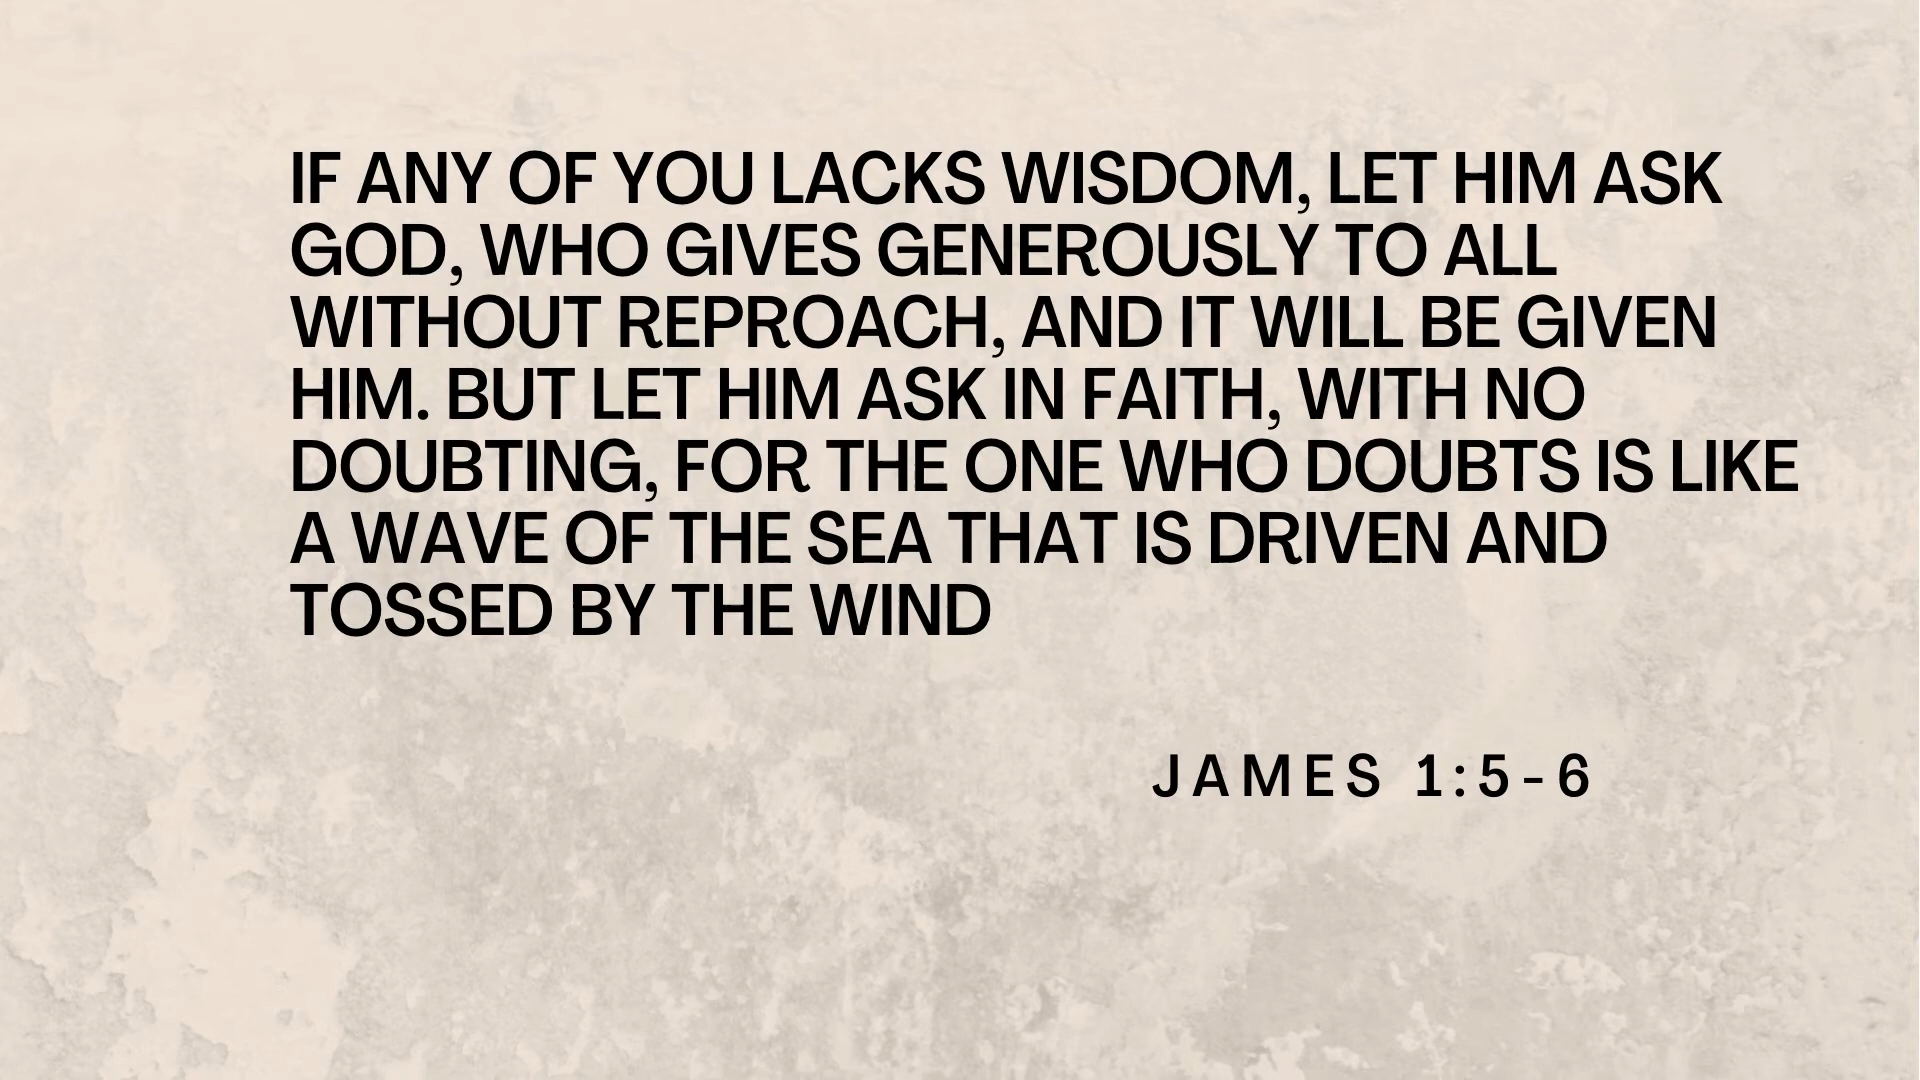 IF ANY OF YOU LACKS WISDOM, LET HIM ASK
GOD, WHO GIVES GENEROUSLY TO ALL
WITHOUT REPROACH, AND IT WILL BE GIVEN
HIM. BUT LET HIM ASK IN FAITH, WITH NO
DOUBTING, FOR THE ONE WHO DOUBTS IS LIKE
A WAVE OF THE SEA THAT IS DRIVEN AND
TOSSED BY THE WIND
JAMES 1:5-6